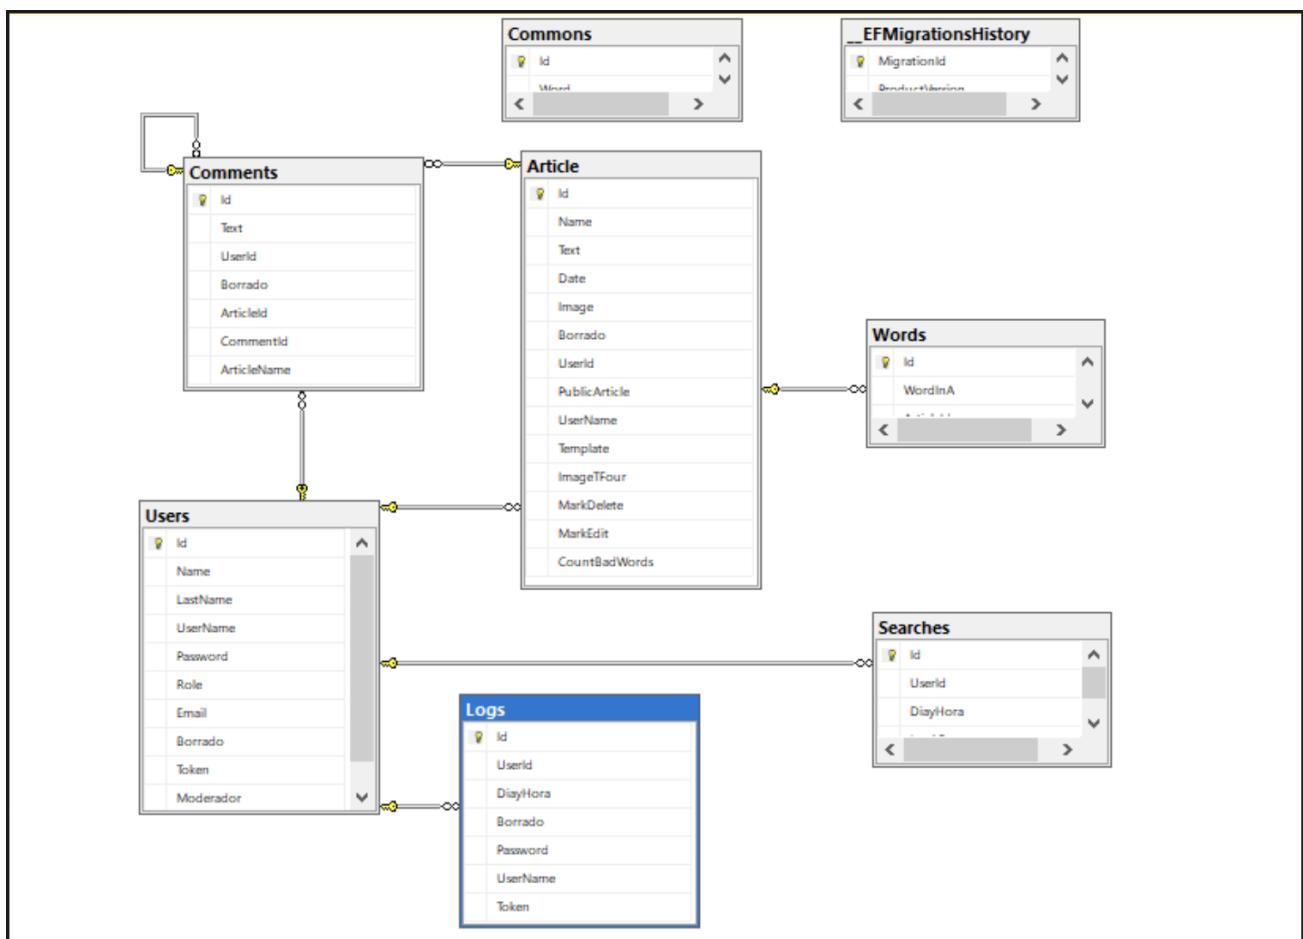 Commons
Id
Word
__EFMigrationsHistory
MigrationId
ProductVersion
Comments
Id
Text
UserId
Borrado
ArticleId
CommentId
ArticleName
Article
Id
Name
Text
Date
Image
Borrado
UserId
PublicArticle
UserName
Template
ImageTFour
MarkDelete
MarkEdit
CountBadWords
Words
Id
WordInA
Users
Id
Name
LastName
UserName
Password
Role
Email
Borrado
Token
Moderador
Logs
Id
UserId
DiayHora
Borrado
Password
UserName
Token
Searches
Id
UserId
DiayHora